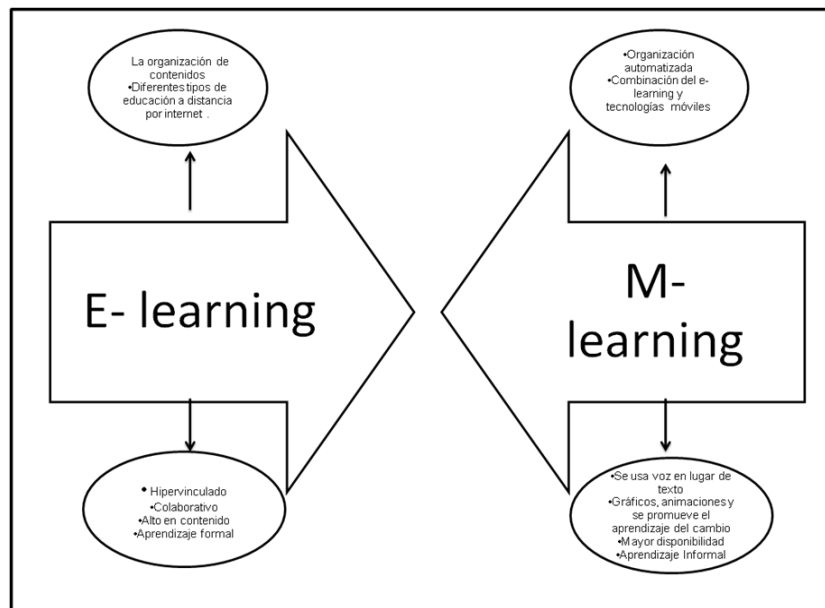 La organización de
contenidos
•Diferentes tipos de
educación a distancia
por internet .
E- learning
• Hipervinculado
•Colaborativo
•Alto en contenido
•Aprendizaje formal
•Organización
automatizada
•Combinación del e-
learning y
tecnologías móviles
M-
learning
•Se usa voz en lugar de
texto
•Gráficos, animaciones y
se promueve el
aprendizaje del cambio
•Mayor disponibilidad
•Aprendizaje Informal